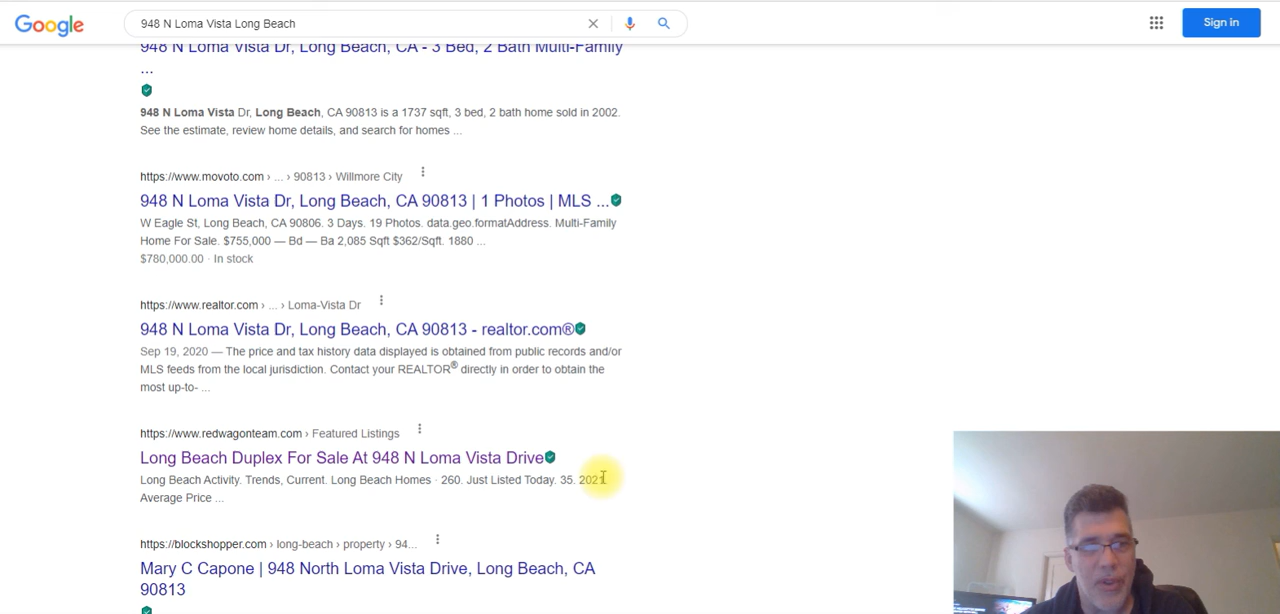 Google
948 N Loma Vista Long Beach
Sign in
948 N Loma Vista Dr, Long Beach, CA - 3 Bed, 2 Bath Multi-Family
...
948 N Loma Vista Dr, Long Beach, CA 90813 is a 1737 sqft, 3 bed, 2 bath home sold in 2002.
See the estimate, review home details, and search for homes ...
https://www.movoto.com › ... › 90813 › Willmore City
948 N Loma Vista Dr, Long Beach, CA 90813 | 1 Photos | MLS ...
W Eagle St, Long Beach, CA 90806. 3 Days. 19 Photos. data.geo.formatAddress. Multi-Family
Home For Sale. $755,000 — Bd — Ba 2,085 Sqft $362/Sqft. 1880 ...
$780,000.00 · In stock
https://www.realtor.com › ... › Loma-Vista Dr
948 N Loma Vista Dr, Long Beach, CA 90813 - realtor.com®
Sep 19, 2020 — The price and tax history data displayed is obtained from public records and/or
MLS feeds from the local jurisdiction. Contact your REALTOR® directly in order to obtain the
most up-to- ...
https://www.redwagonteam.com › Featured Listings
Long Beach Duplex For Sale At 948 N Loma Vista Drive
Long Beach Activity. Trends, Current. Long Beach Homes · 260. Just Listed Today. 35. 2021.
Average Price ...
https://blockshopper.com › long-beach › property › 94...
Mary C Capone | 948 North Loma Vista Drive, Long Beach, CA
90813